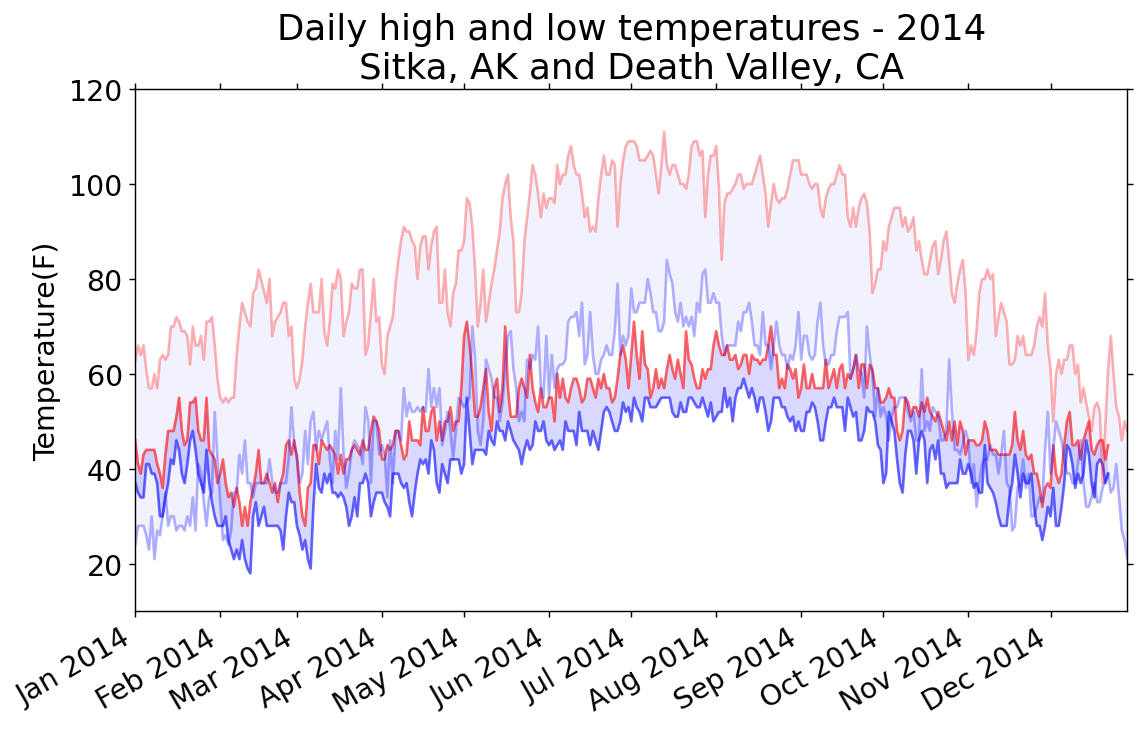 Daily high and low temperatures - 2014
Sitka, AK and Death Valley, CA
Temperature(F)
120
100
80
60
40
20
Jan 2014
Feb 2014
Mar 2014
Apr 2014
May 2014
Jun 2014
Jul 2014
Aug 2014
Sep 2014
Oct 2014
Nov 2014
Dec 2014